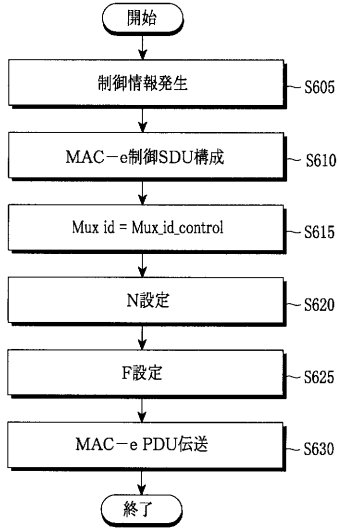 開始
制御情報発生
S605
MAC-e制御SDU構成
S610
Mux id = Mux_id_control
S615
N設定
S620
F設定
S625
MAC-e PDU伝送
S630
終了